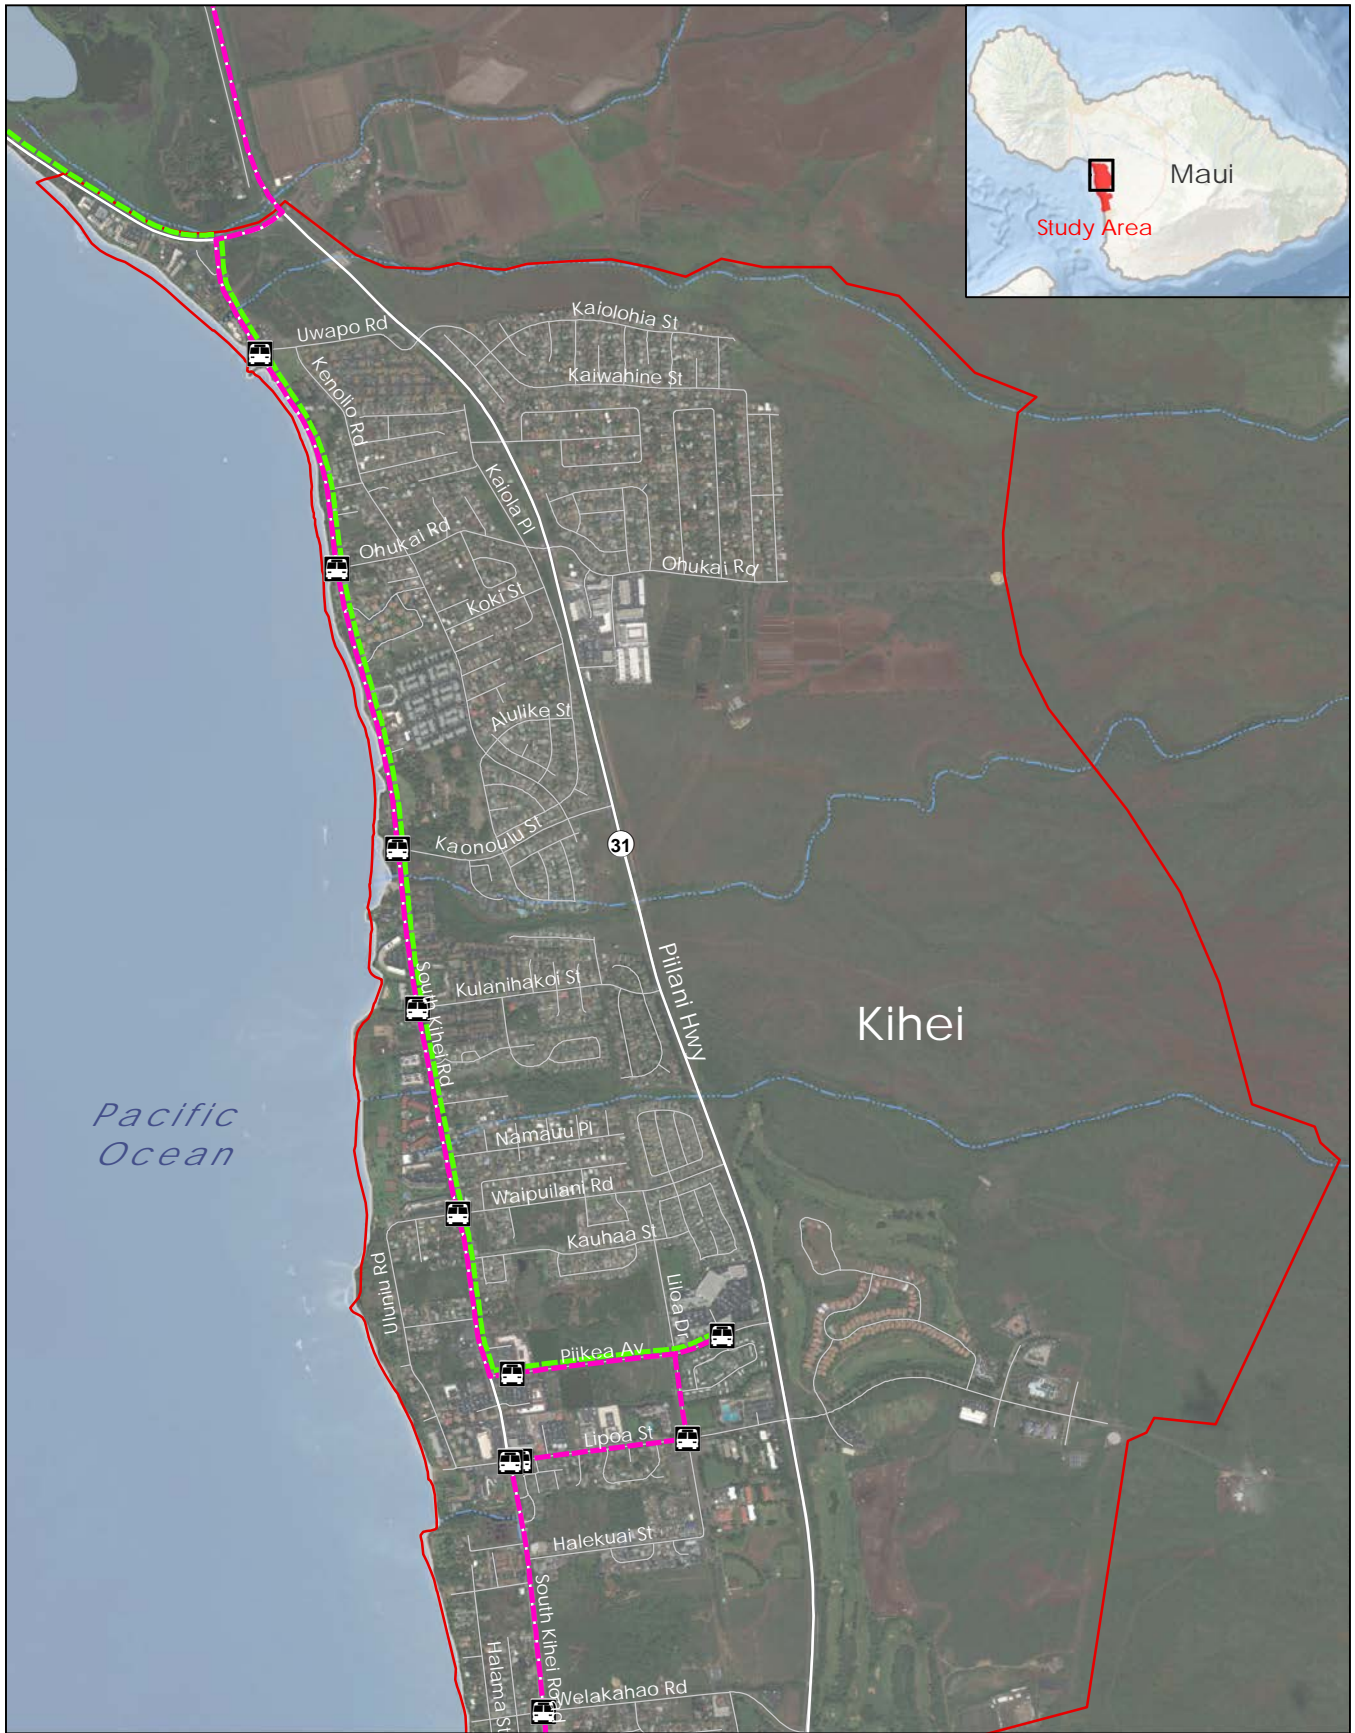 Maui
Study Area
Kaiolohia St
Uwapo Rd
Kaiwahine St
Kenolio Rd
Kaiola Pl
Ohukai Rd
Ohukai Rd
Koki St
Alulike St
Kaonoulu St
31
Piilani Hwy
South Kihei Rd
Kulanihakoi St
Kihei
Pacific
Ocean
Namauu Pl
Waipuilani Rd
Kauhaa St
Uluniu Rd
Liloa Dr
Piikea Av
Lipoa St
Halekuai St
South Kihei Road
Halama St
Welakahao Rd